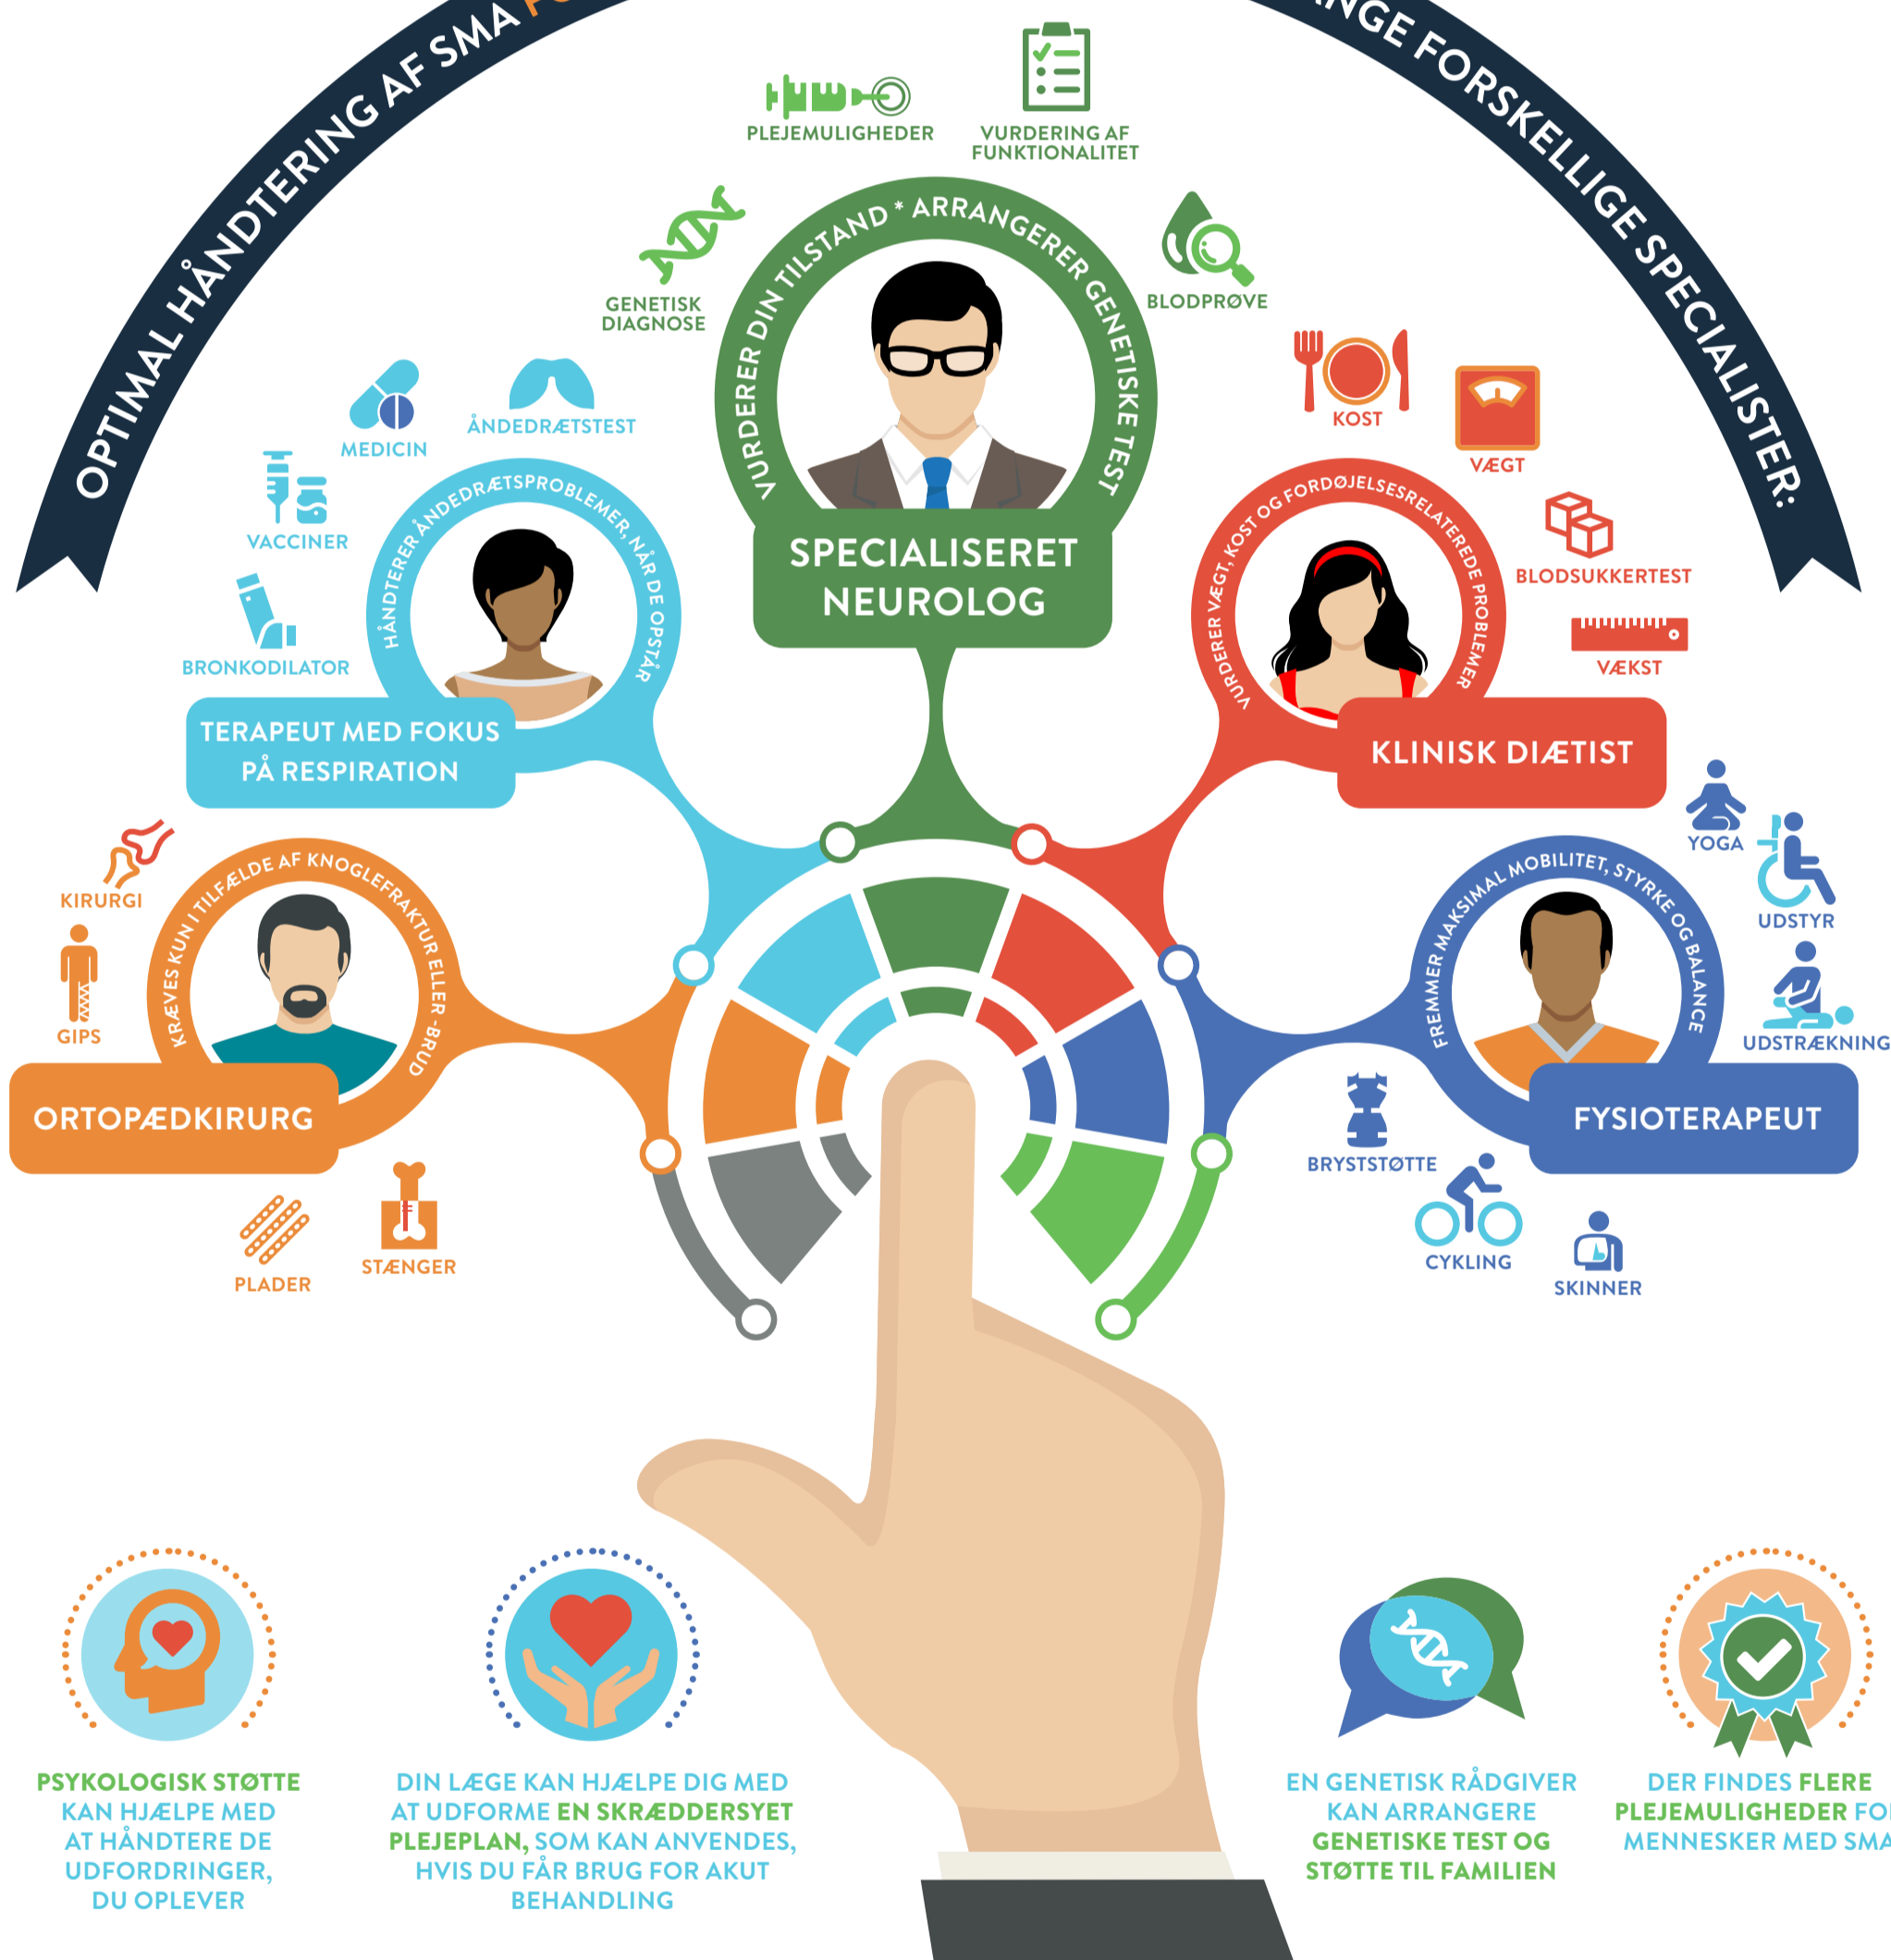 OPTIMAL HÅNDTERING AF SMA
FORSKELLIGE SPECIALISTER:
PLEJEMULIGHEDER
VURDERING AF
FUNKTIONALITET
GENETISK
DIAGNOSE
BLODPRØVE
VURDERER DIN TILSTAND * ARRANGERER GENETISKE TEST
SPECIALISERET
NEUROLOG
MEDICIN
ÅNDEDRÆTSTEST
VACCINER
BRONKODILATOR
HÅNDTERER ÅNDEDRÆTSPROBLEMER, NÅR DE OPSTÅR
TERAPEUT MED FOKUS
PÅ RESPIRATION
KOST
VÆGT
BLODSUKKERTEST
VÆKST
VURDERER VÆGT, KOST OG FORDØJELSESRELATEREDE PROBLEMER
KLINISK DIÆTIST
KIRURGI
GIPS
KRÆVES KUN I TILFÆLDE AF KNOGLEFRAKTUR ELLER -BRUD
ORTOPÆDKIRURG
PLADER
STÆNGER
YOGA
UDSTYR
UDSTRÆKNING
FREMMER MAKSIMAL MOBILITET, STYRKE OG BALANCE
FYSIOTERAPEUT
BRYSTSTØTTE
CYKLING
SKINNER
PSYKOLOGISK STØTTE
KAN HJÆLPE MED
AT HÅNDTERE DE
UDFORDRINGER,
DU OPLEVER
DIN LÆGE KAN HJÆLPE DIG MED
AT UDFORME EN SKRÆDDERSYET
PLEJEPLAN, SOM KAN ANVENDES,
HVIS DU FÅR BRUG FOR AKUT
BEHANDLING
EN GENETISK RÅDGIVER
KAN ARRANGERE
GENETISKE TEST OG
STØTTE TIL FAMILIEN
DER FINDES FLERE
PLEJEMULIGHEDER
MENNESKER MED SMA